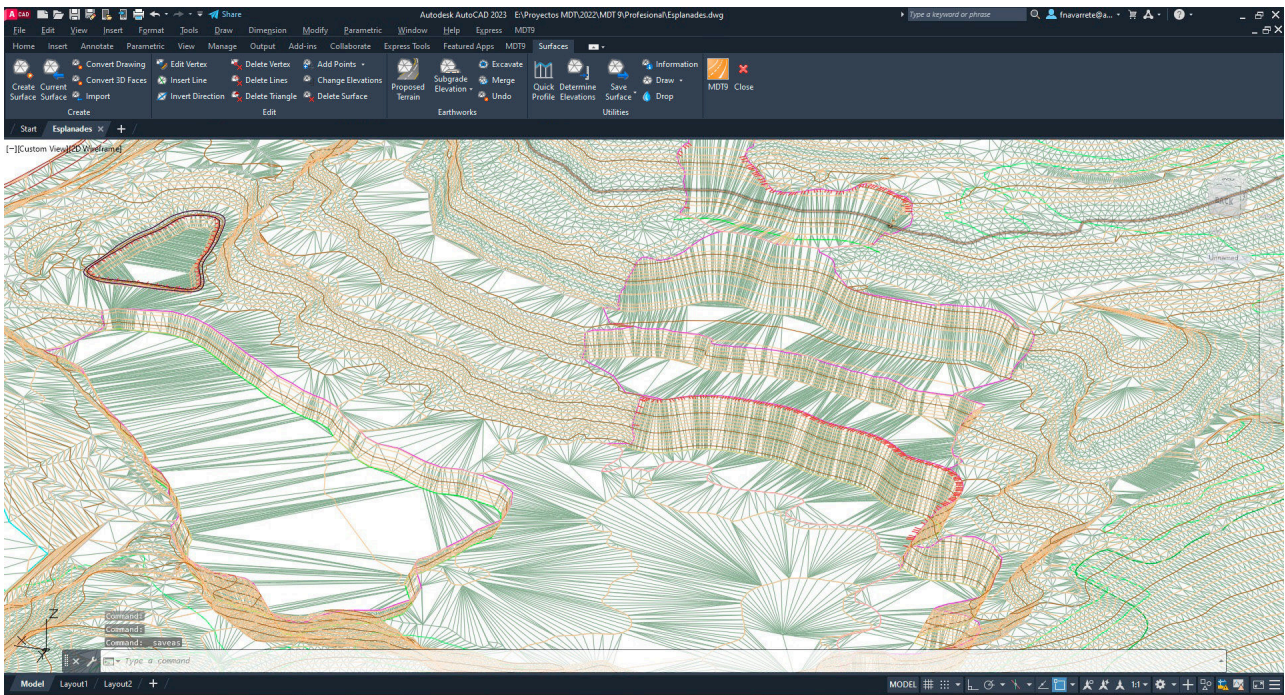 A CAD Share Autodesk AutoCAD 2023 E:\Proyectos MDT\2022\MDT 9\Profesional\Esplanades.dwg Type a keyword or phrase fnavarrete@a...
File Edit View Insert Format Tools Draw Dimension Modify Parametric Window Help Express MDT9
Home Insert Annotate Parametric View Manage Output Add-ins Collaborate Express Tools Featured Apps MDT9 Surfaces
Convert Drawing Edit Vertex Delete Vertex Add Points Excavate Information
Convert 3D Faces Insert Line Delete Lines Change Elevations Merge Draw
Import Invert Direction Delete Triangle Delete Surface Undo Drop
Create Surface Current Surface Proposed Terrain Subgrade Elevation Quick Profile Determine Elevations Save Surface MDT9 Close
Create Edit Earthworks Utilities
Start Esplanades
[-][Custom View][2D Wireframe]
BACK
Unnamed
Z
X
Command:
Command:
Command: _saveas
Type a command
Model Layout1 Layout2 MODEL 1:1